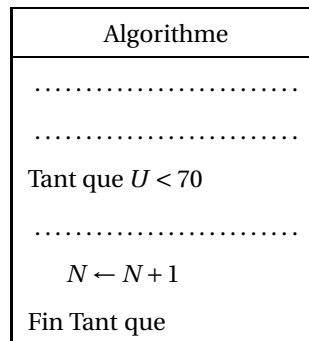 Algorithme
...........................
...........................
Tant que U < 70
...........................
N ← N + 1
Fin Tant que